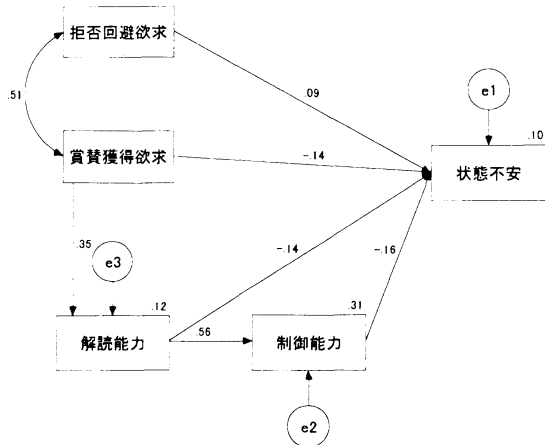 拒否回避欲求
.51
.09
e1
.10
賞賛獲得欲求
-.14
状態不安
.35
e3
-.14
-.16
.12
.31
解読能力
.56
制御能力
e2